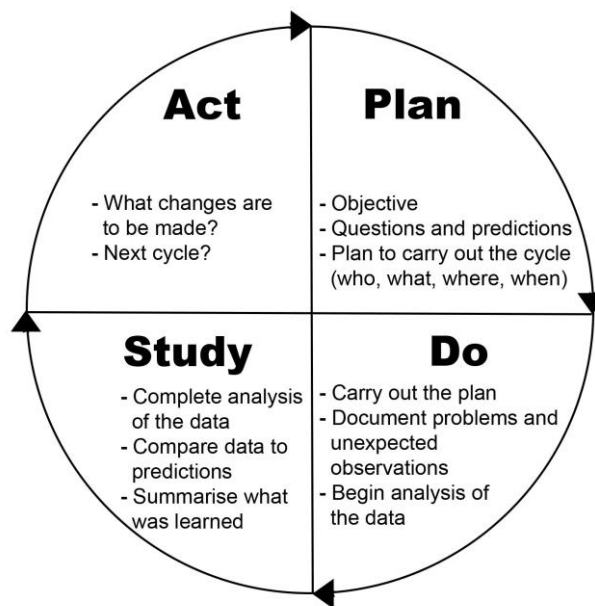 Act
- What changes are
to be made?
- Next cycle?
Plan
- Objective
- Questions and predictions
- Plan to carry out the cycle
(who, what, where, when)
Study
- Complete analysis
of the data
- Compare data to
predictions
- Summarise what
was learned
Do
- Carry out the plan
- Document problems and
unexpected
observations
- Begin analysis of
the data